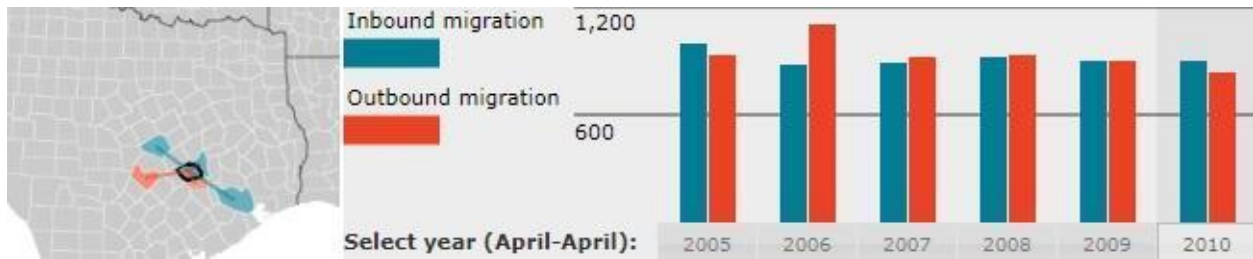 Inbound migration
Outbound migration
1,200
600
Select year (April-April):
2005 2006 2007 2008 2009 2010